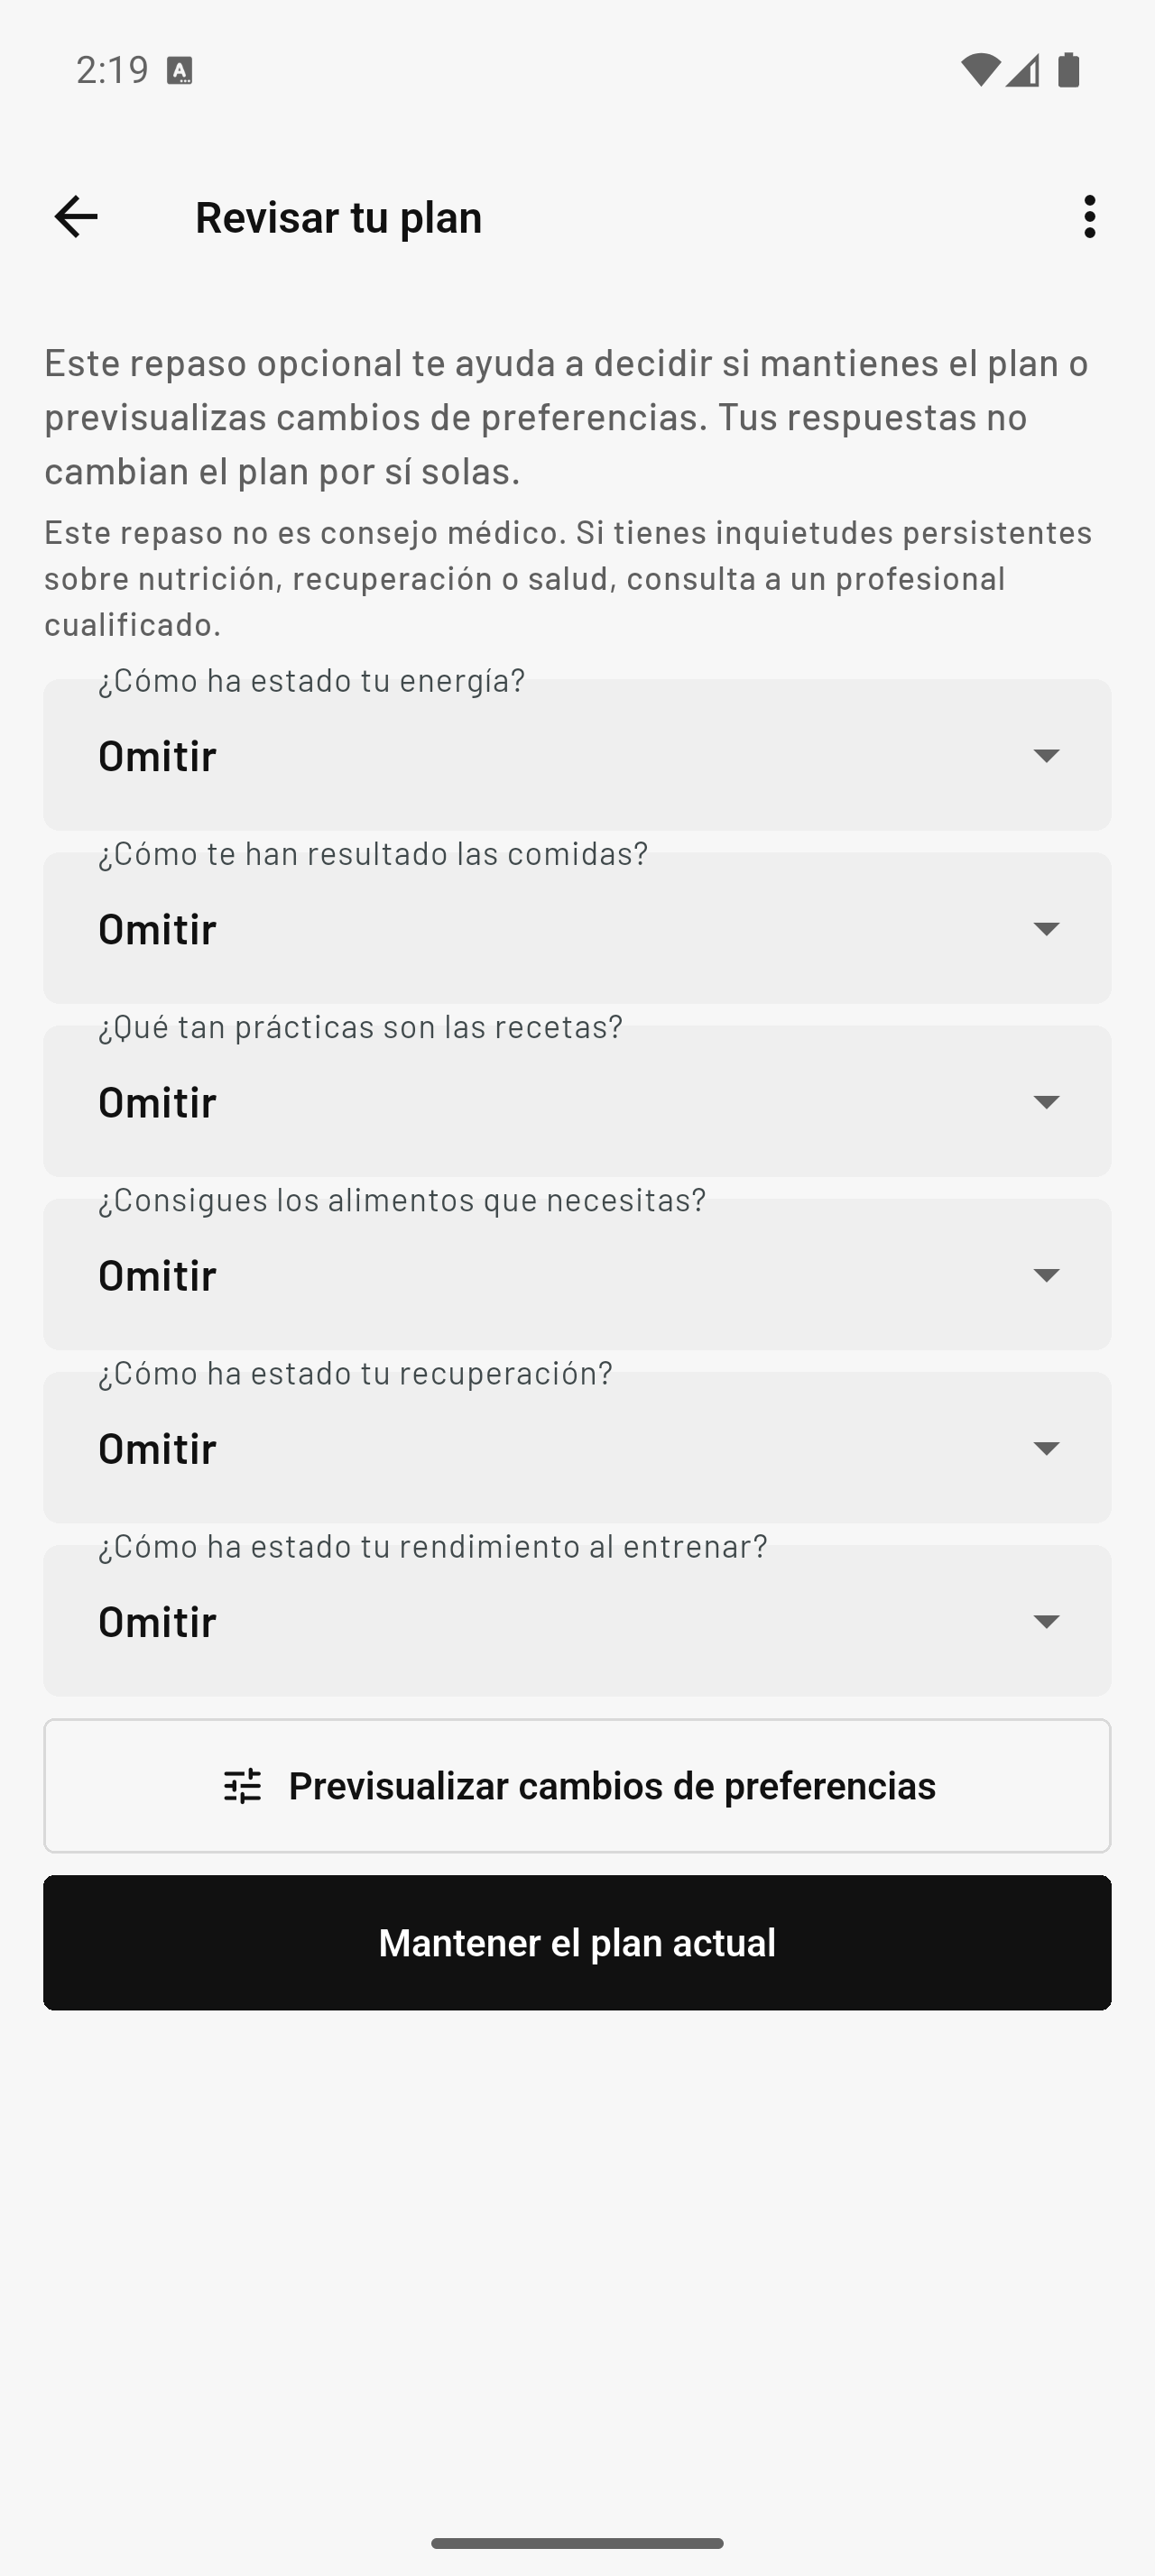 2:19
Revisar tu plan
Este repaso opcional te ayuda a decidir si mantienes el plan o
previsualizas cambios de preferencias. Tus respuestas no
cambian el plan por sí solas.
Este repaso no es consejo médico. Si tienes inquietudes persistentes
sobre nutrición, recuperación o salud, consulta a un profesional
cualificado.
¿Cómo ha estado tu energía?
Omitir
¿Cómo te han resultado las comidas?
Omitir
¿Qué tan prácticas son las recetas?
Omitir
¿Consigues los alimentos que necesitas?
Omitir
¿Cómo ha estado tu recuperación?
Omitir
¿Cómo ha estado tu rendimiento al entrenar?
Omitir
Previsualizar cambios de preferencias
Mantener el plan actual